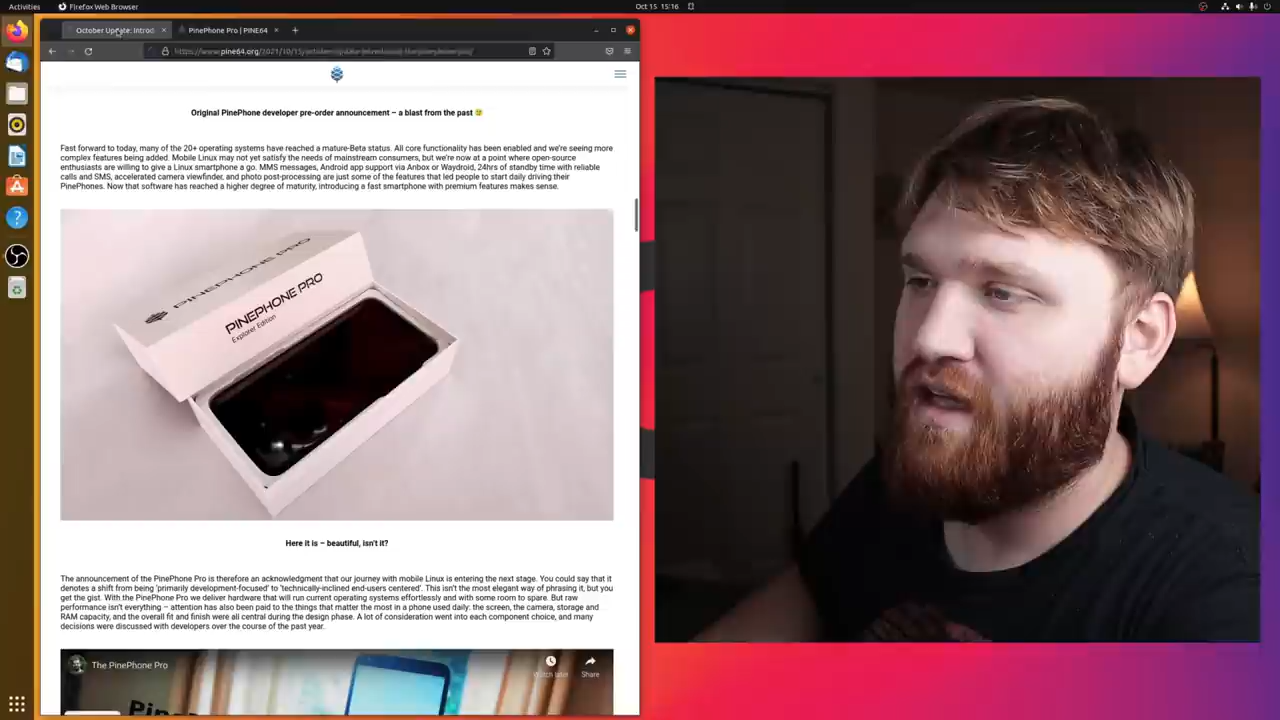 Activities
Firefox Web Browser
Oct 15 15:16
October Update: Introd
PinePhone Pro | PINE64
https://www.pine64.org/2021/10/15/october-update-introducing-the-pinephone-pro/
Original PinePhone developer pre-order announcement – a blast from the past
Fast forward to today, many of the 20+ operating systems have reached a mature-Beta status. All core functionality has been enabled and we're seeing more
complex features being added. Mobile Linux may not yet satisfy the needs of mainstream consumers, but we're now at a point where open-source
enthusiasts are willing to give a Linux smartphone a go. MMS messages, Android app support via Anbox or Waydroid, 24hrs of standby time with reliable
calls and SMS, accelerated camera viewfinder, and photo post-processing are just some of the features that led people to start daily driving their
PinePhones. Now that software has reached a higher degree of maturity, introducing a fast smartphone with premium features makes sense.
PINEPHONE PRO
PINEPHONE PRO
Explorer Edition
Here it is – beautiful, isn't it?
The announcement of the PinePhone Pro is therefore an acknowledgment that our journey with mobile Linux is entering the next stage. You could say that it
denotes a shift from being 'primarily development-focused' to 'technically-inclined end-users centered'. This isn't the most elegant way of phrasing it, but you
get the gist. With the PinePhone Pro we deliver hardware that will run current operating systems effortlessly and with some room to spare. But raw
performance isn't everything – attention has also been paid to the things that matter the most in a phone used daily: the screen, the camera, storage and
RAM capacity, and the overall fit and finish were all central during the design phase. A lot of consideration went into each component choice, and many
decisions were discussed with developers over the course of the past year.
The PinePhone Pro
Watch later
Share